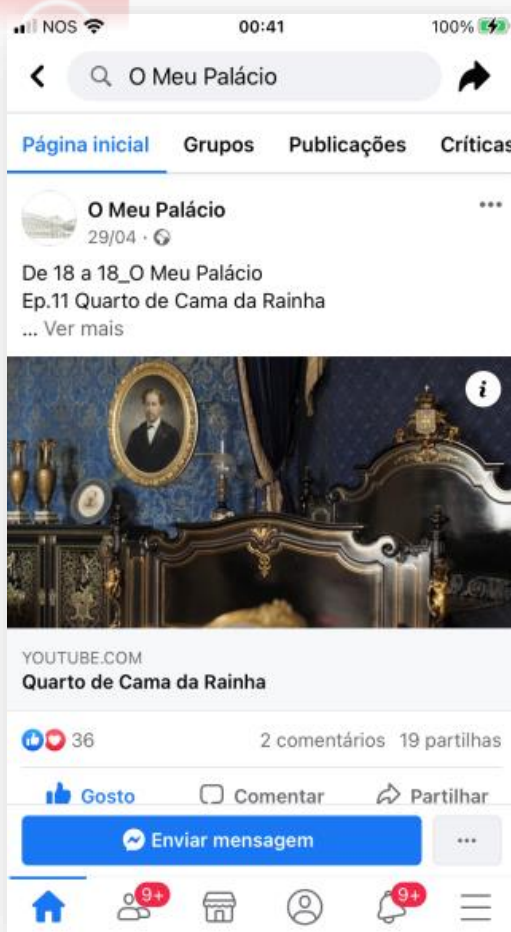 NOS 00:41 100%
O Meu Palácio
Página inicial Grupos Publicações Críticas
O Meu Palácio
29/04 ·
...
De 18 a 18_O Meu Palácio
Ep.11 Quarto de Cama da Rainha
... Ver mais
i
YOUTUBE.COM
Quarto de Cama da Rainha
36 2 comentários 19 partilhas
Gosto Comentar Partilhar
Enviar mensagem ...
9+ 9+